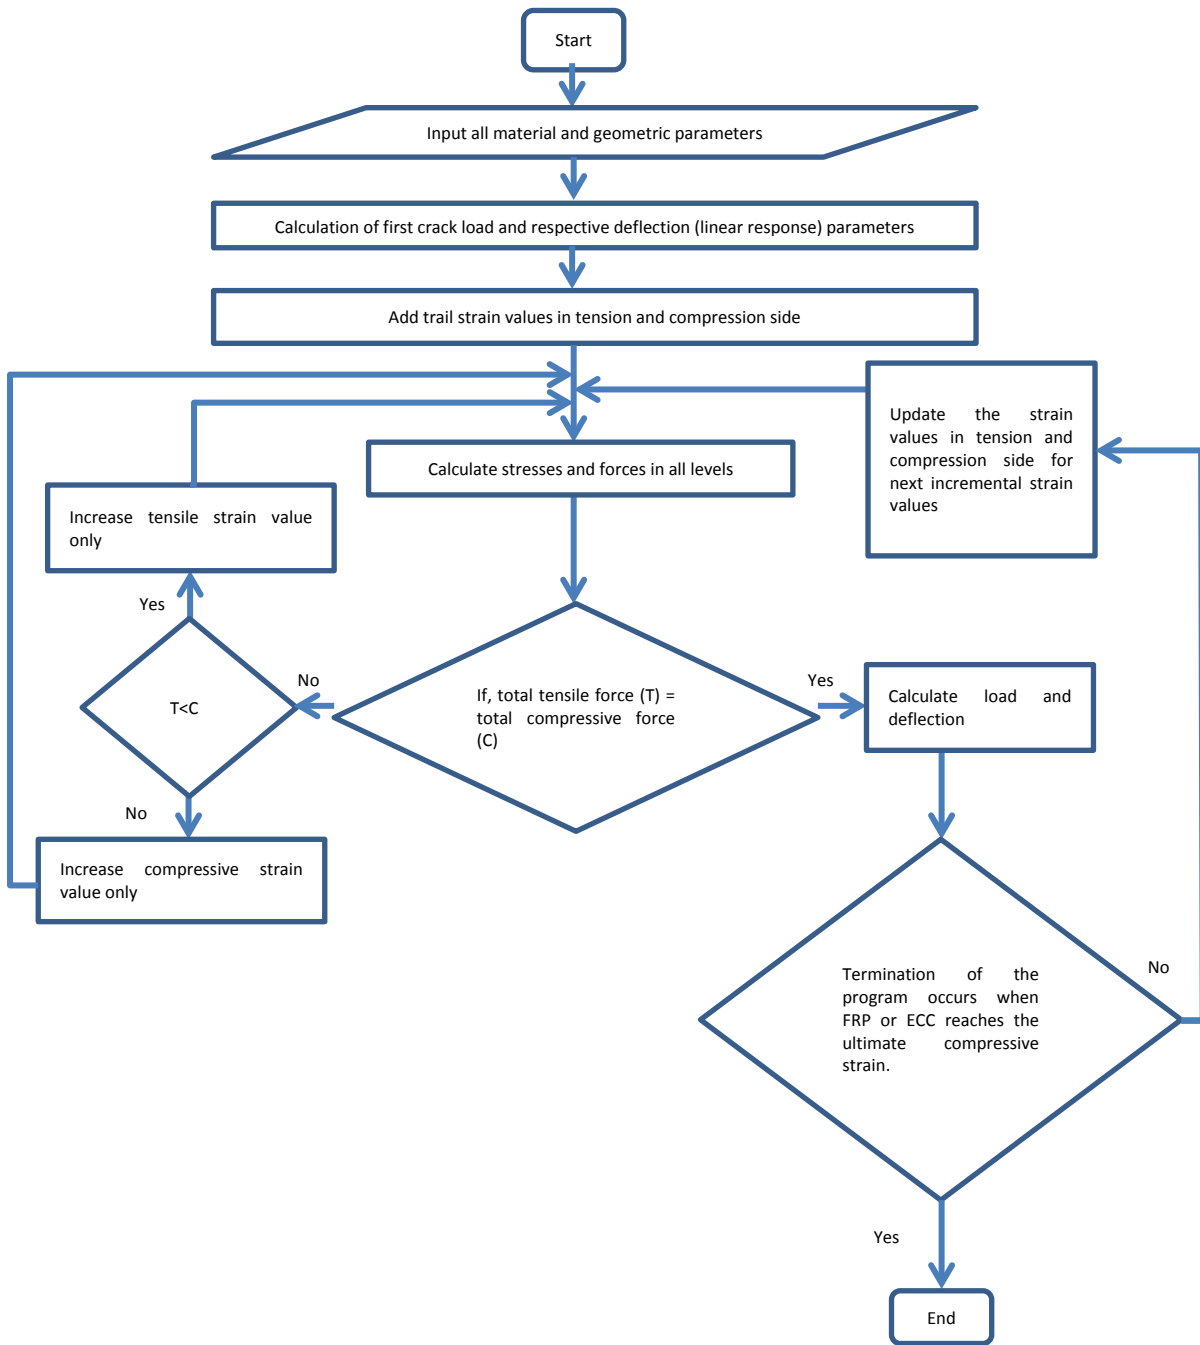 Start
Input all material and geometric parameters
Calculation of first crack load and respective deflection (linear response) parameters
Add trail strain values in tension and compression side
Update the strain
values in tension and
compression side for
next incremental strain
values
Calculate stresses and forces in all levels
Increase tensile strain value
only
Yes
T<C
No
If, total tensile force (T) =
total compressive force
(C)
Yes
Calculate load and
deflection
No
Increase compressive strain
value only
Termination of the
program occurs when
FRP or ECC reaches the
ultimate compressive
strain.
No
Yes
End